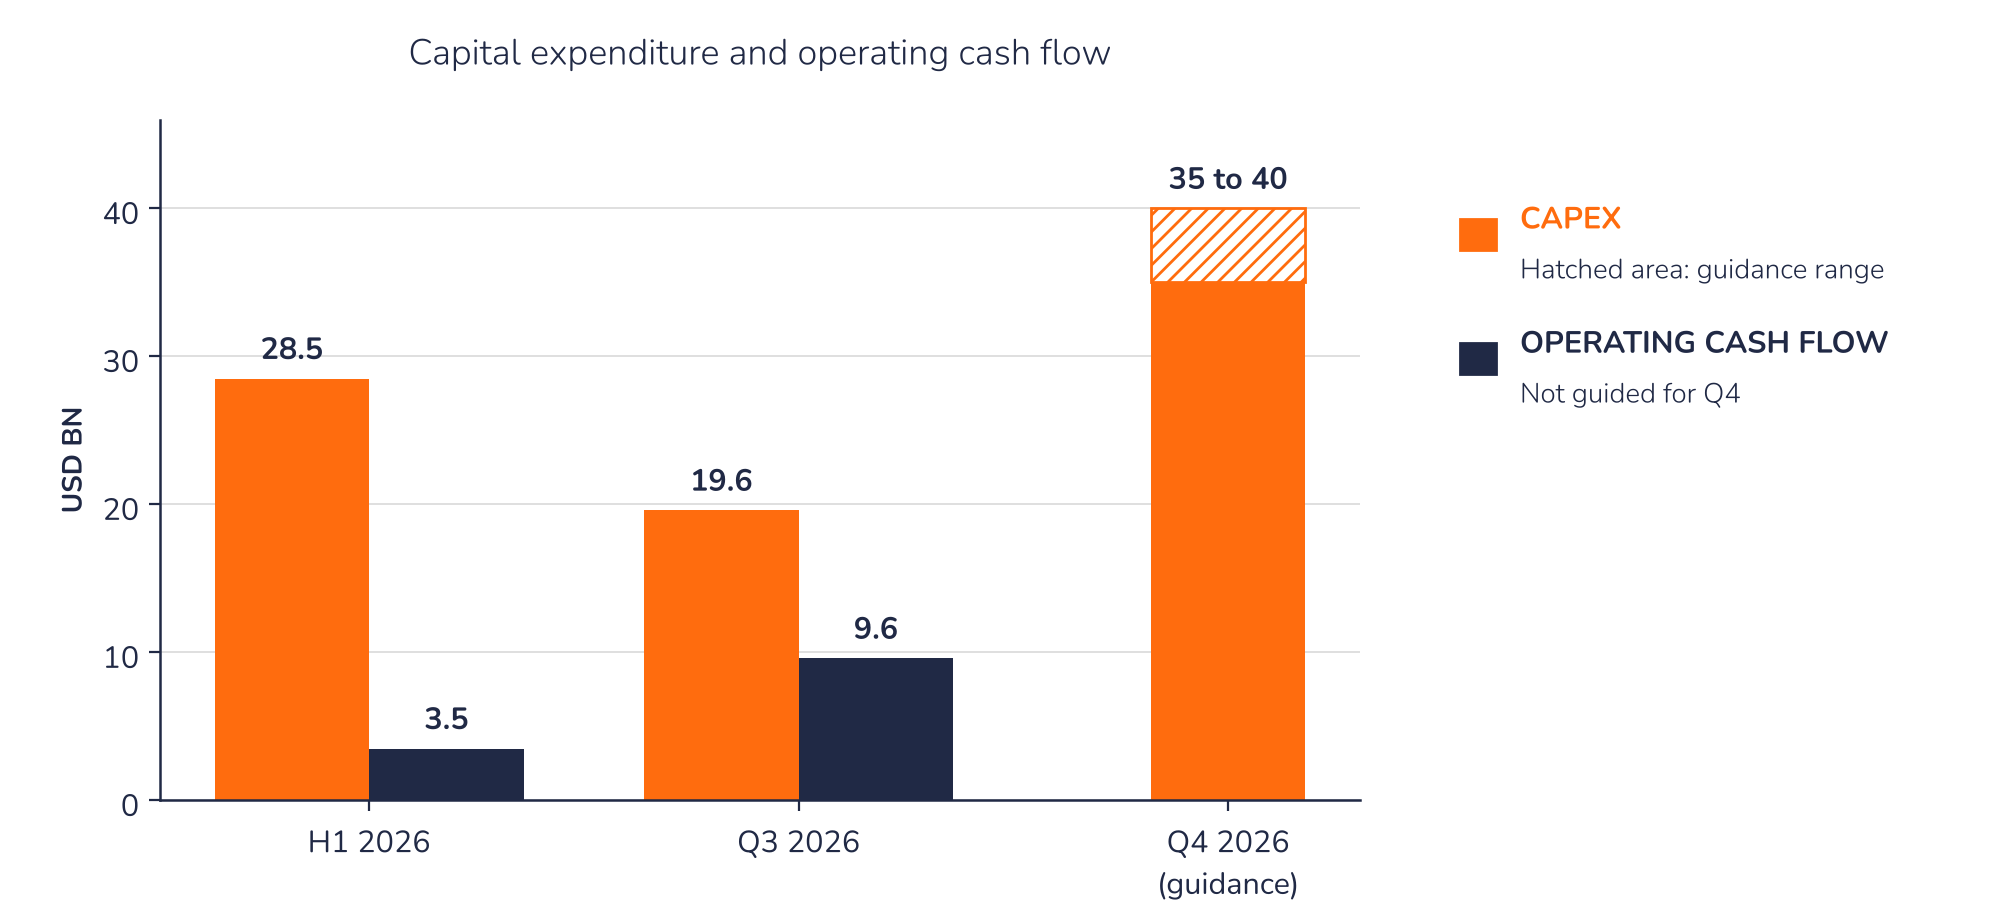 Capital expenditure and operating cash flow
USD BN
40
30
20
10
0
28.5
3.5
19.6
9.6
35 to 40
H1 2026
Q3 2026
Q4 2026
(guidance)
CAPEX
Hatched area: guidance range
OPERATING CASH FLOW
Not guided for Q4